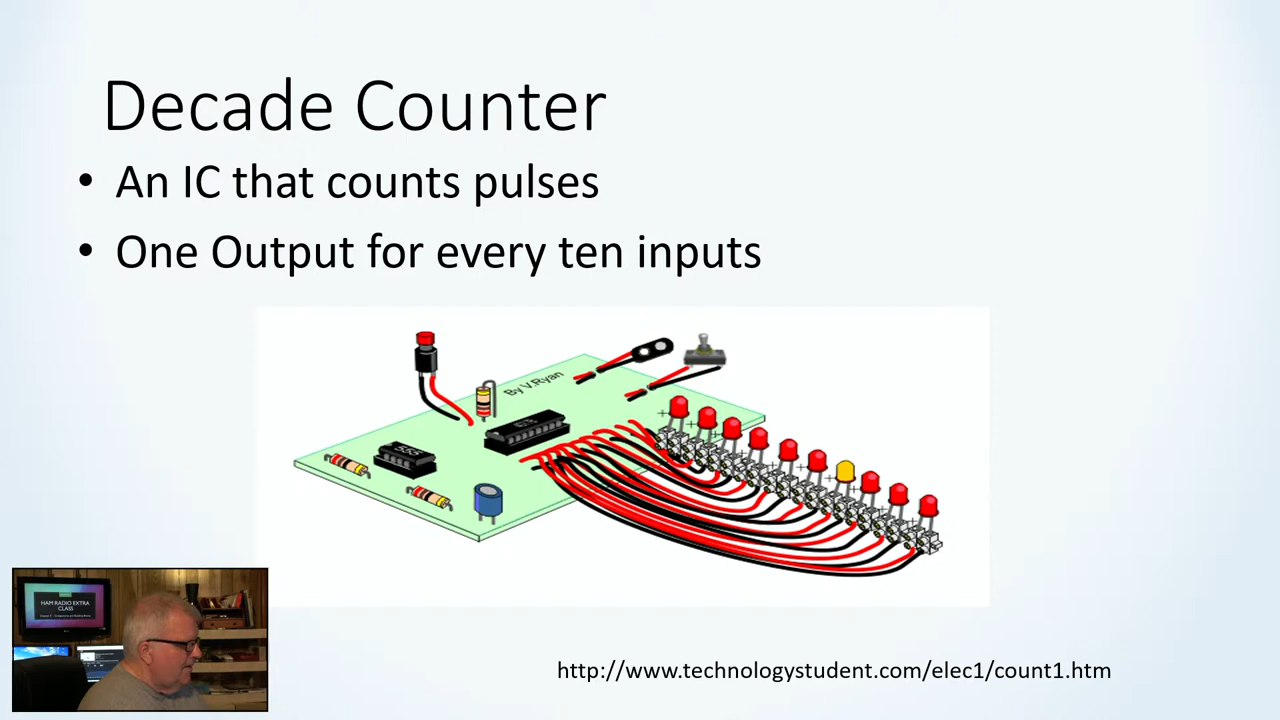 Decade Counter
• An IC that counts pulses
• One Output for every ten inputs
By V.Ryan
555
HAM RADIO EXTRA
CLASS
http://www.technologystudent.com/elec1/count1.htm